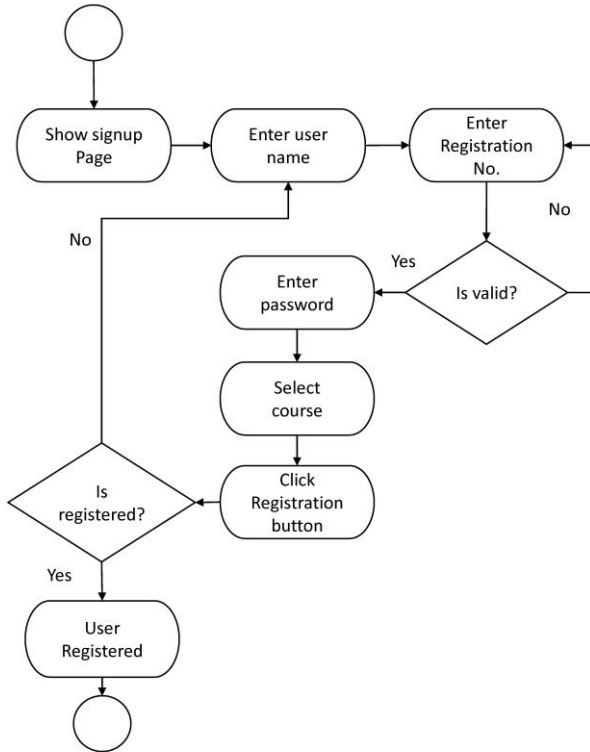 Show signup
Page
Enter user
name
Enter
Registration
No.
No
No
Yes
Is valid?
Enter
password
Select
course
Click
Registration
button
Is
registered?
Yes
User
Registered